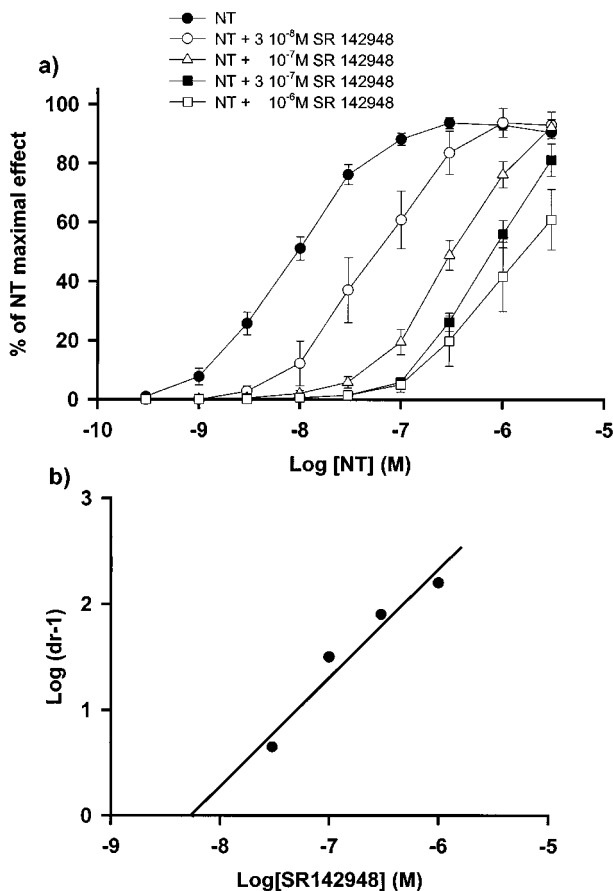 NT
NT + 3 10⁻⁸M SR 142948
NT + 10⁻⁷M SR 142948
NT + 3 10⁻⁷M SR 142948
NT + 10⁻⁶M SR 142948
a)
% of NT maximal effect
100
80
60
40
20
0
-10 -9 -8 -7 -6 -5
Log [NT] (M)
b)
Log (dr-1)
3
2
1
0
-9 -8 -7 -6 -5
Log[SR142948] (M)